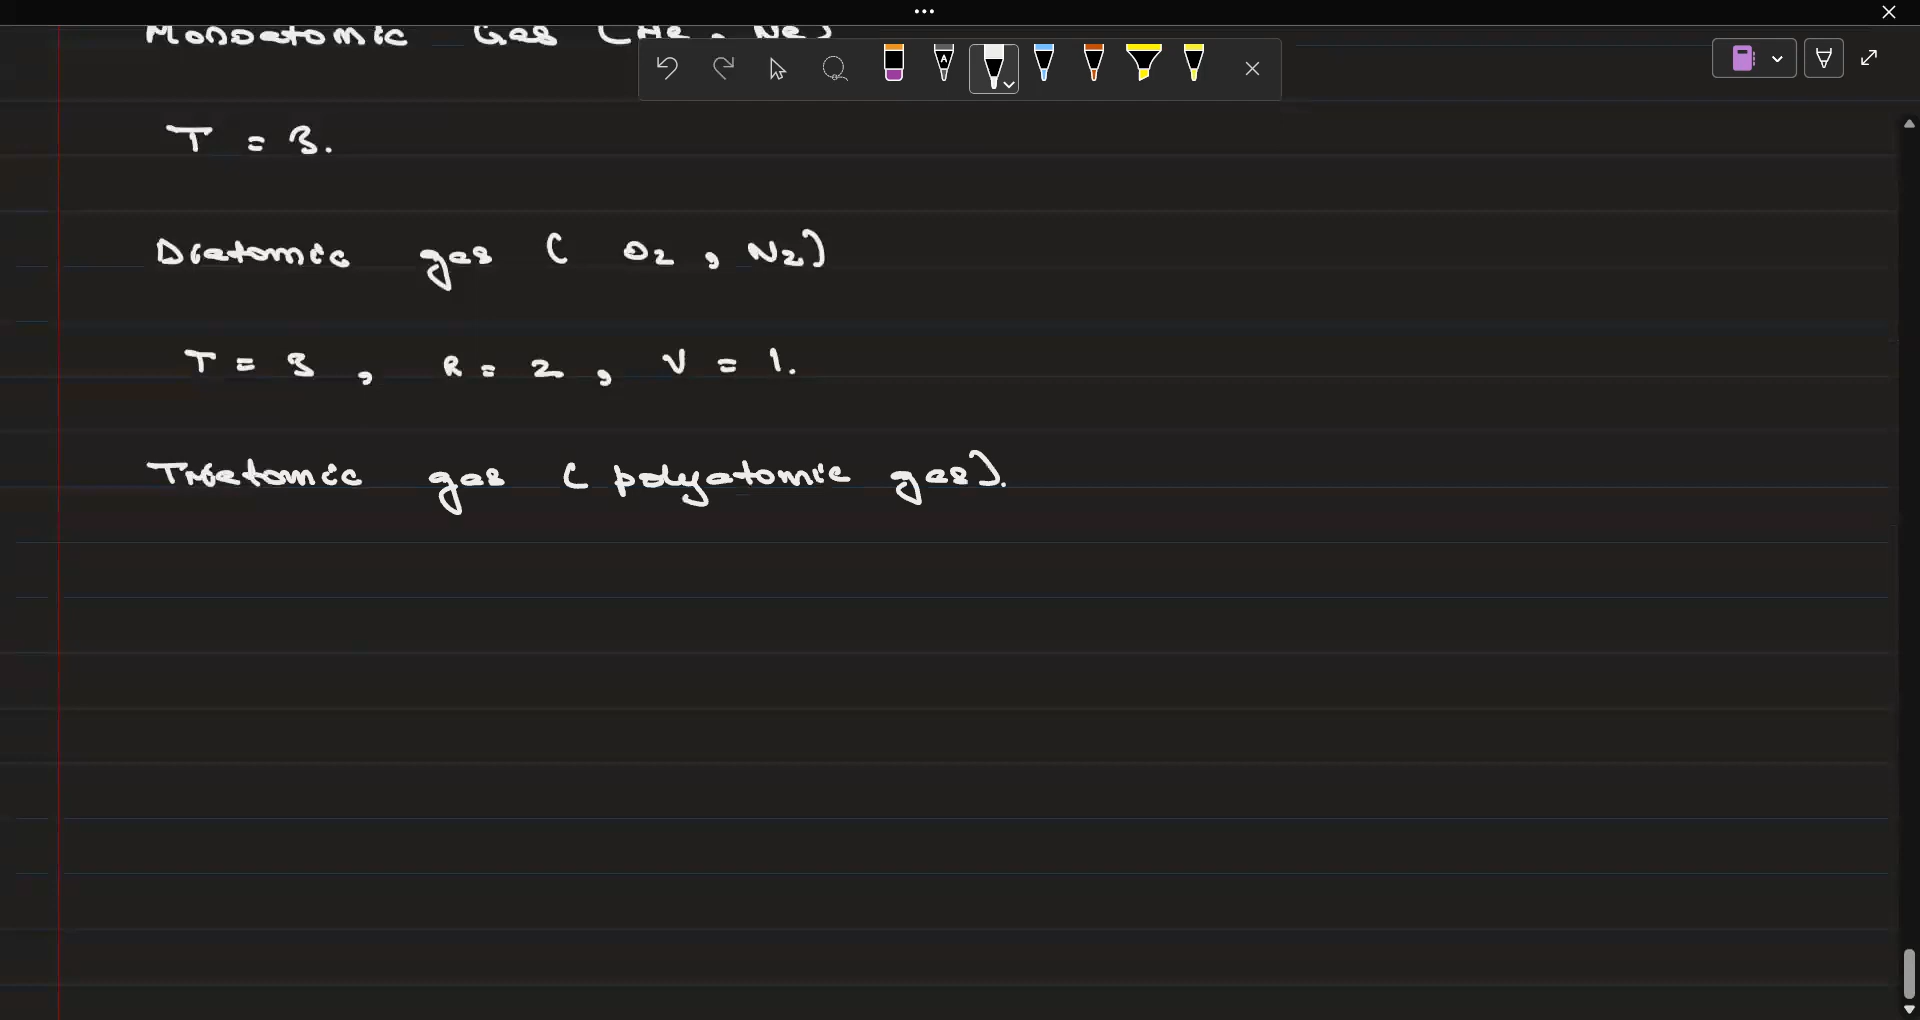 Monoatomic Gas (He, Ne)
T = 3.
Diatomic gas ( O2 , N2)
T = 3 , R = 2 , V = 1.
Triatomic gas ( polyatomic gas).